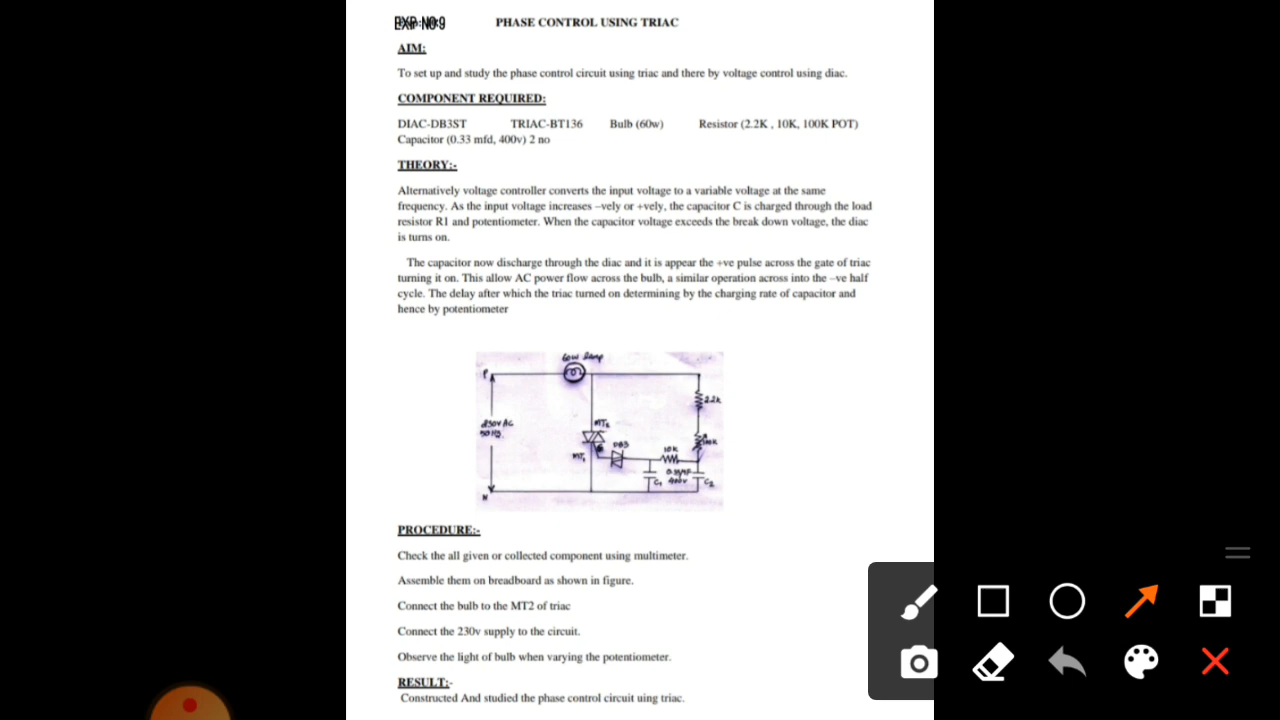 EXP NO:9 PHASE CONTROL USING TRIAC
AIM:
To set up and study the phase control circuit using triac and there by voltage control using diac.
COMPONENT REQUIRED:
DIAC-DB3ST TRIAC-BT136 Bulb (60w) Resistor (2.2K , 10K, 100K POT)
Capacitor (0.33 mfd, 400v) 2 no
THEORY:-
Alternatively voltage controller converts the input voltage to a variable voltage at the same
frequency. As the input voltage increases –vely or +vely, the capacitor C is charged through the load
resistor R1 and potentiometer. When the capacitor voltage exceeds the break down voltage, the diac
is turns on.
The capacitor now discharge through the diac and it is appear the +ve pulse across the gate of triac
turning it on. This allow AC power flow across the bulb, a similar operation across into the –ve half
cycle. The delay after which the triac turned on determining by the charging rate of capacitor and
hence by potentiometer
60W lamp
P
2.2k
230V AC
50 Hz.
MT2
DB3
10K
MT1
C1 400V C2
N
PROCEDURE:-
Check the all given or collected component using multimeter.
Assemble them on breadboard as shown in figure.
Connect the bulb to the MT2 of triac
Connect the 230v supply to the circuit.
Observe the light of bulb when varying the potentiometer.
RESULT:-
Constructed And studied the phase control circuit uing triac.